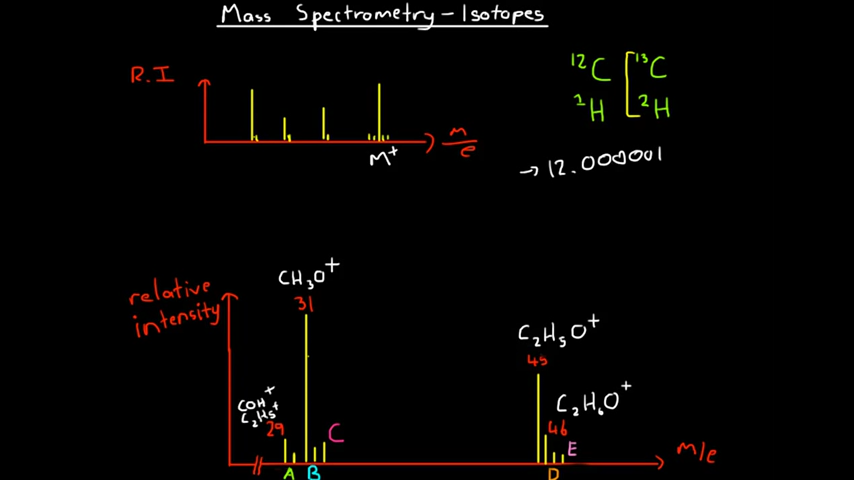 Mass Spectrometry - Isotopes
R.I
¹²C ¹³C
¹H ²H
m/e
M⁺
→ 12.000001
relative intensity
CH₃O⁺
31
C₂H₅O⁺
45
COH⁺
C₂H₅⁺
29
C₂H₆O⁺
46
C
E
m/e
A
B
D